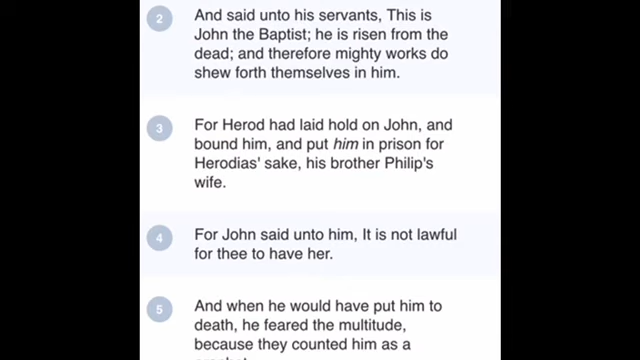 2
And said unto his servants, This is
John the Baptist; he is risen from the
dead; and therefore mighty works do
shew forth themselves in him.
3
For Herod had laid hold on John, and
bound him, and put him in prison for
Herodias' sake, his brother Philip's
wife.
4
For John said unto him, It is not lawful
for thee to have her.
5
And when he would have put him to
death, he feared the multitude,
because they counted him as a